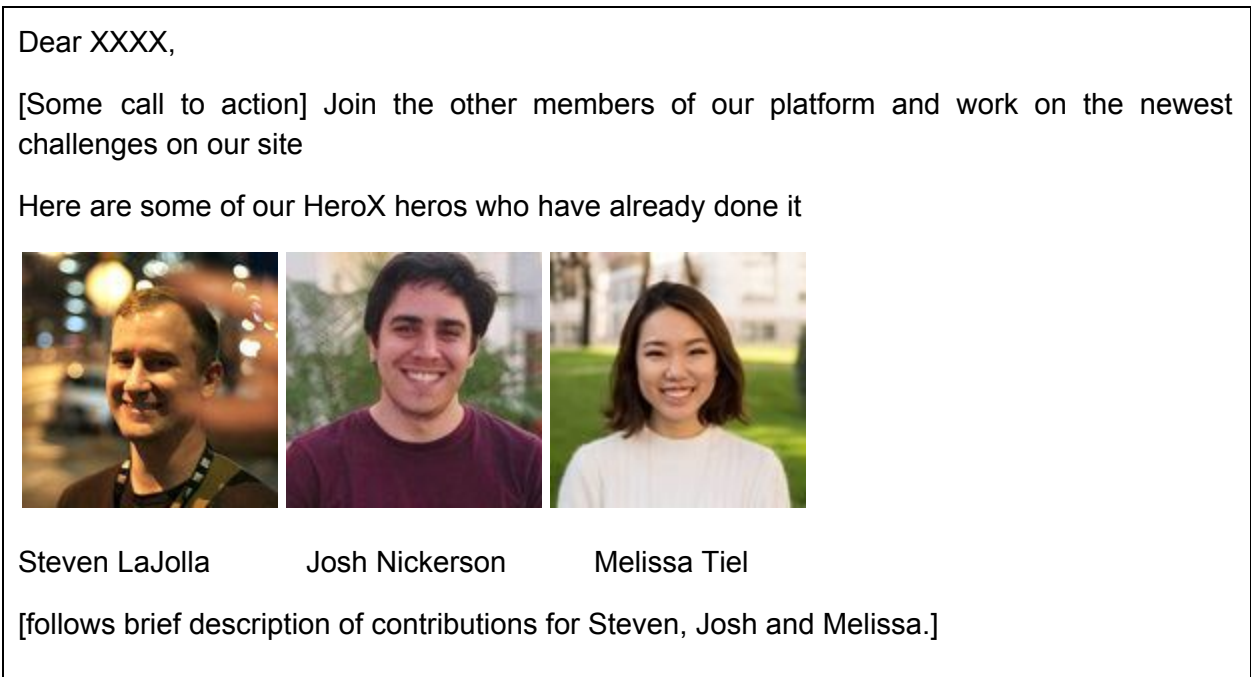 Dear XXXX,
[Some call to action] Join the other members of our platform and work on the newest
challenges on our site
Here are some of our HeroX heros who have already done it
Steven LaJolla Josh Nickerson Melissa Tiel
[follows brief description of contributions for Steven, Josh and Melissa.]